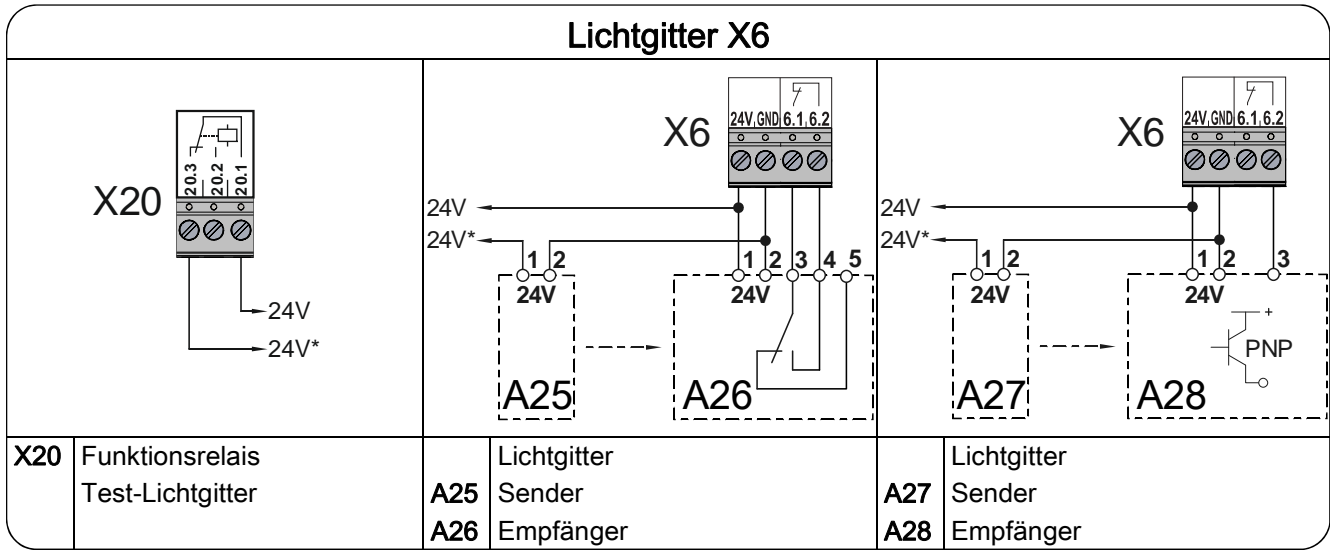 Lichtgitter X6
X20
20.3 20.2 20.1
24V
24V*
X6
24V GND 6.1 6.2
24V
24V*
1 2
24V
A25
1 2 3 4 5
24V
A26
X6
24V GND 6.1 6.2
24V
24V*
1 2
24V
A27
1 2 3
24V
+
PNP
A28
X20 Funktionsrelais
Test-Lichtgitter
Lichtgitter
A25 Sender
A26 Empfänger
Lichtgitter
A27 Sender
A28 Empfänger